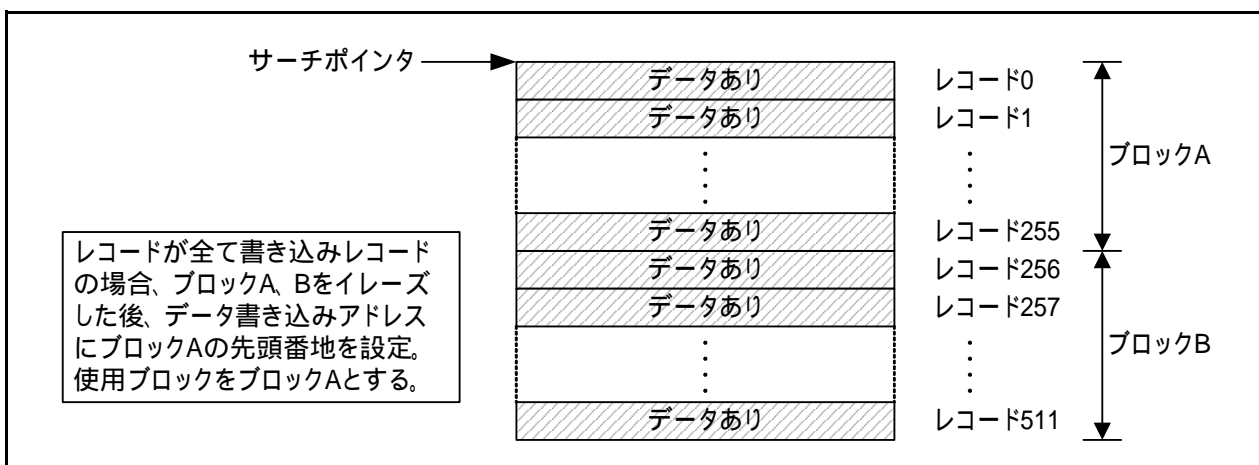 サーチポインタ
データあり レコード0
データあり レコード1
ブロックA
データあり レコード255
データあり レコード256
データあり レコード257
ブロックB
データあり レコード511
レコードが全て書き込みレコード
の場合、ブロックA、Bをイレーズ
した後、データ書き込みアドレス
にブロックAの先頭番地を設定。
使用ブロックをブロックAとする。